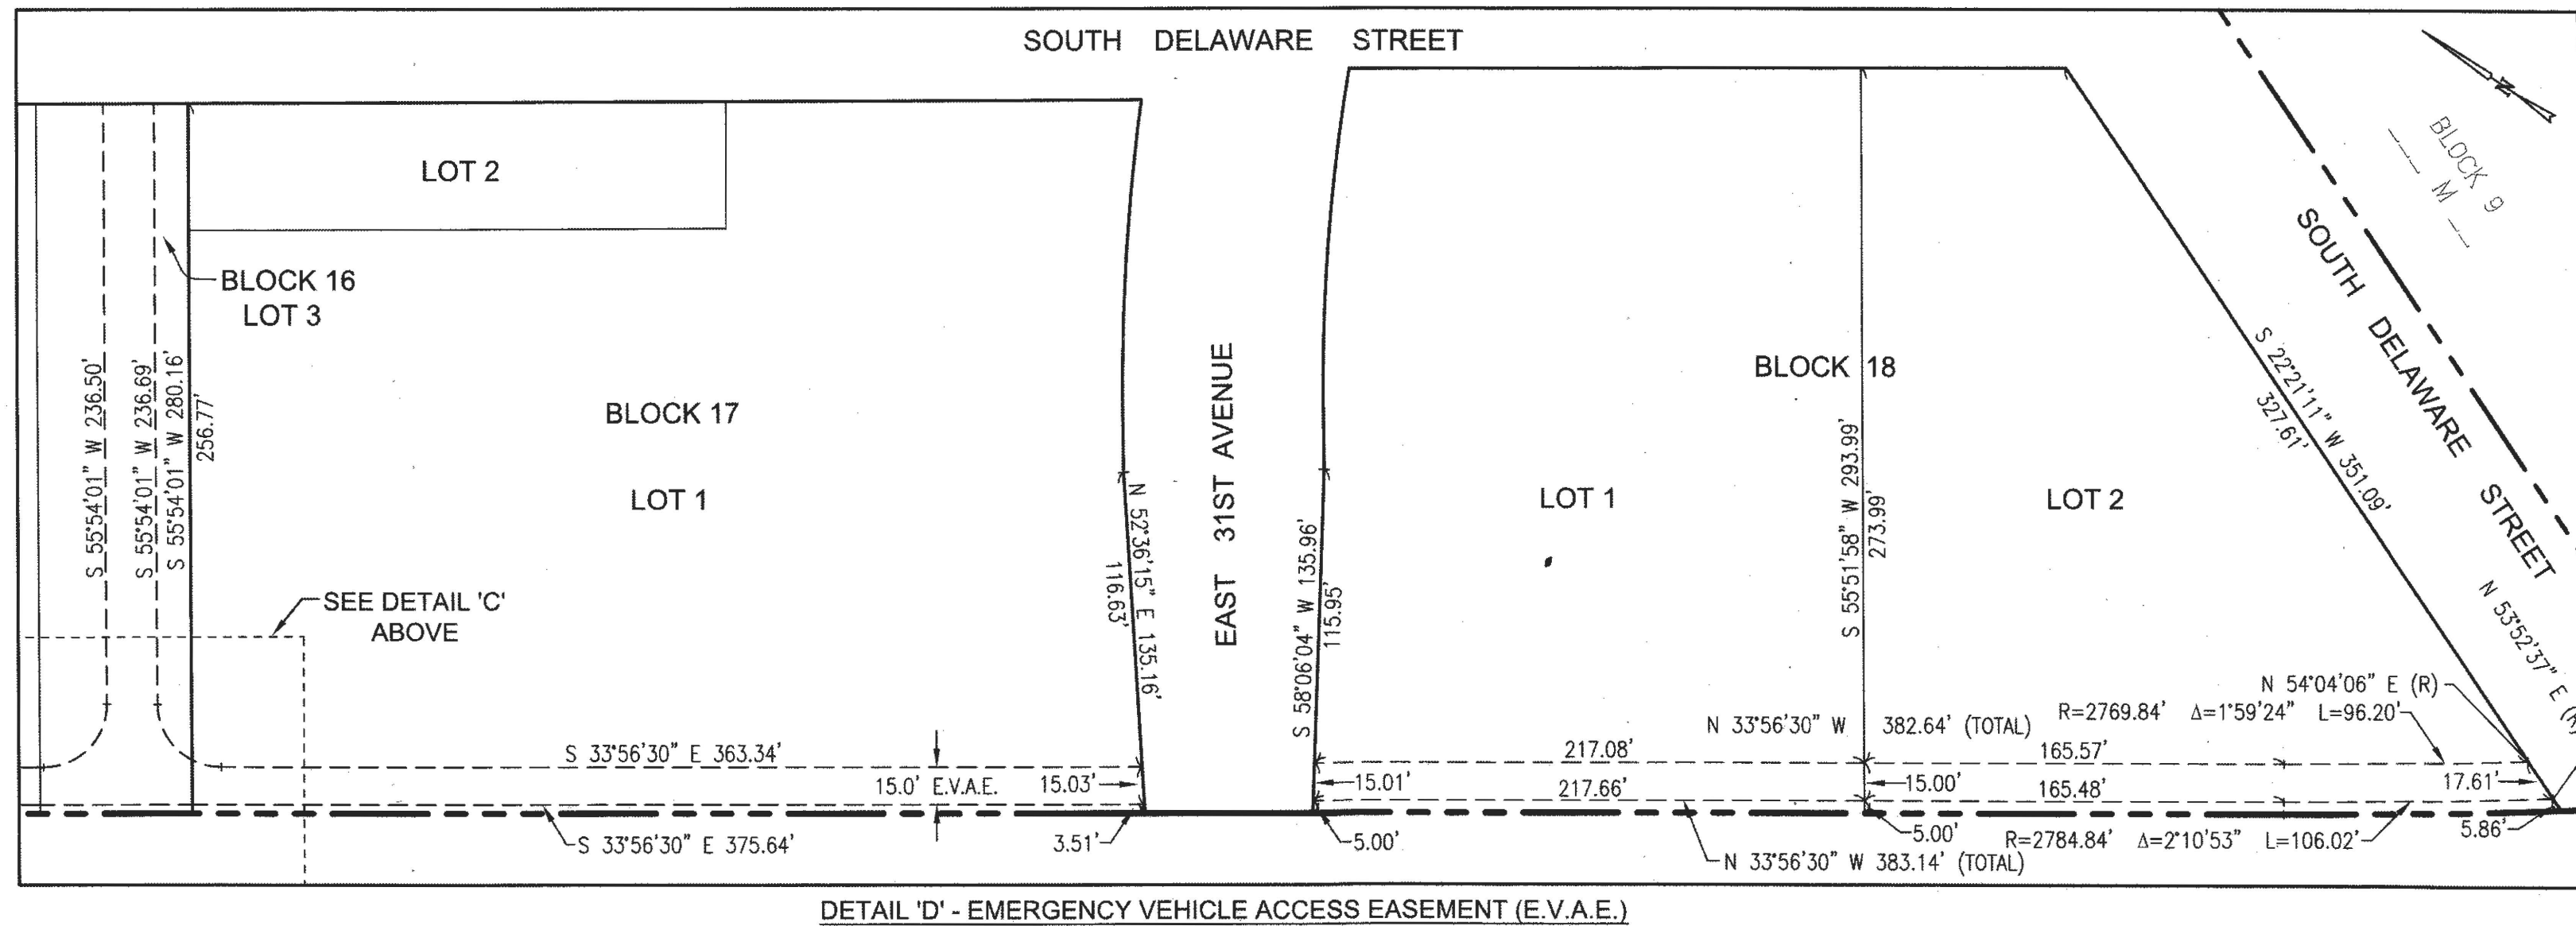 SOUTH DELAWARE STREET
N
BLOCK 9
___ M ___
LOT 2
BLOCK 16
LOT 3
S 55°54'01" W 236.50'
S 55°54'01" W 236.69'
S 55°54'01" W 280.16'
256.77'
BLOCK 17
LOT 1
SEE DETAIL 'C'
ABOVE
N 52°36'15" E 135.16'
116.63'
EAST 31ST AVENUE
S 58°06'04" W 135.96'
115.95'
BLOCK 18
LOT 1
S 55°51'58" W 293.99'
273.99'
LOT 2
S 22°21'11" W 351.09'
327.61'
SOUTH DELAWARE STREET
N 53°52'37" E (R)
N 54°04'06" E (R)
N 33°56'30" W 382.64' (TOTAL)
R=2769.84' Δ=1°59'24" L=96.20'
S 33°56'30" E 363.34'
217.08'
165.57'
15.0' E.V.A.E.
15.03'
15.01'
217.66'
15.00'
165.48'
17.61'
S 33°56'30" E 375.64'
3.51'
5.00'
5.00'
R=2784.84' Δ=2°10'53" L=106.02'
5.86'
N 33°56'30" W 383.14' (TOTAL)
DETAIL 'D' - EMERGENCY VEHICLE ACCESS EASEMENT (E.V.A.E.)